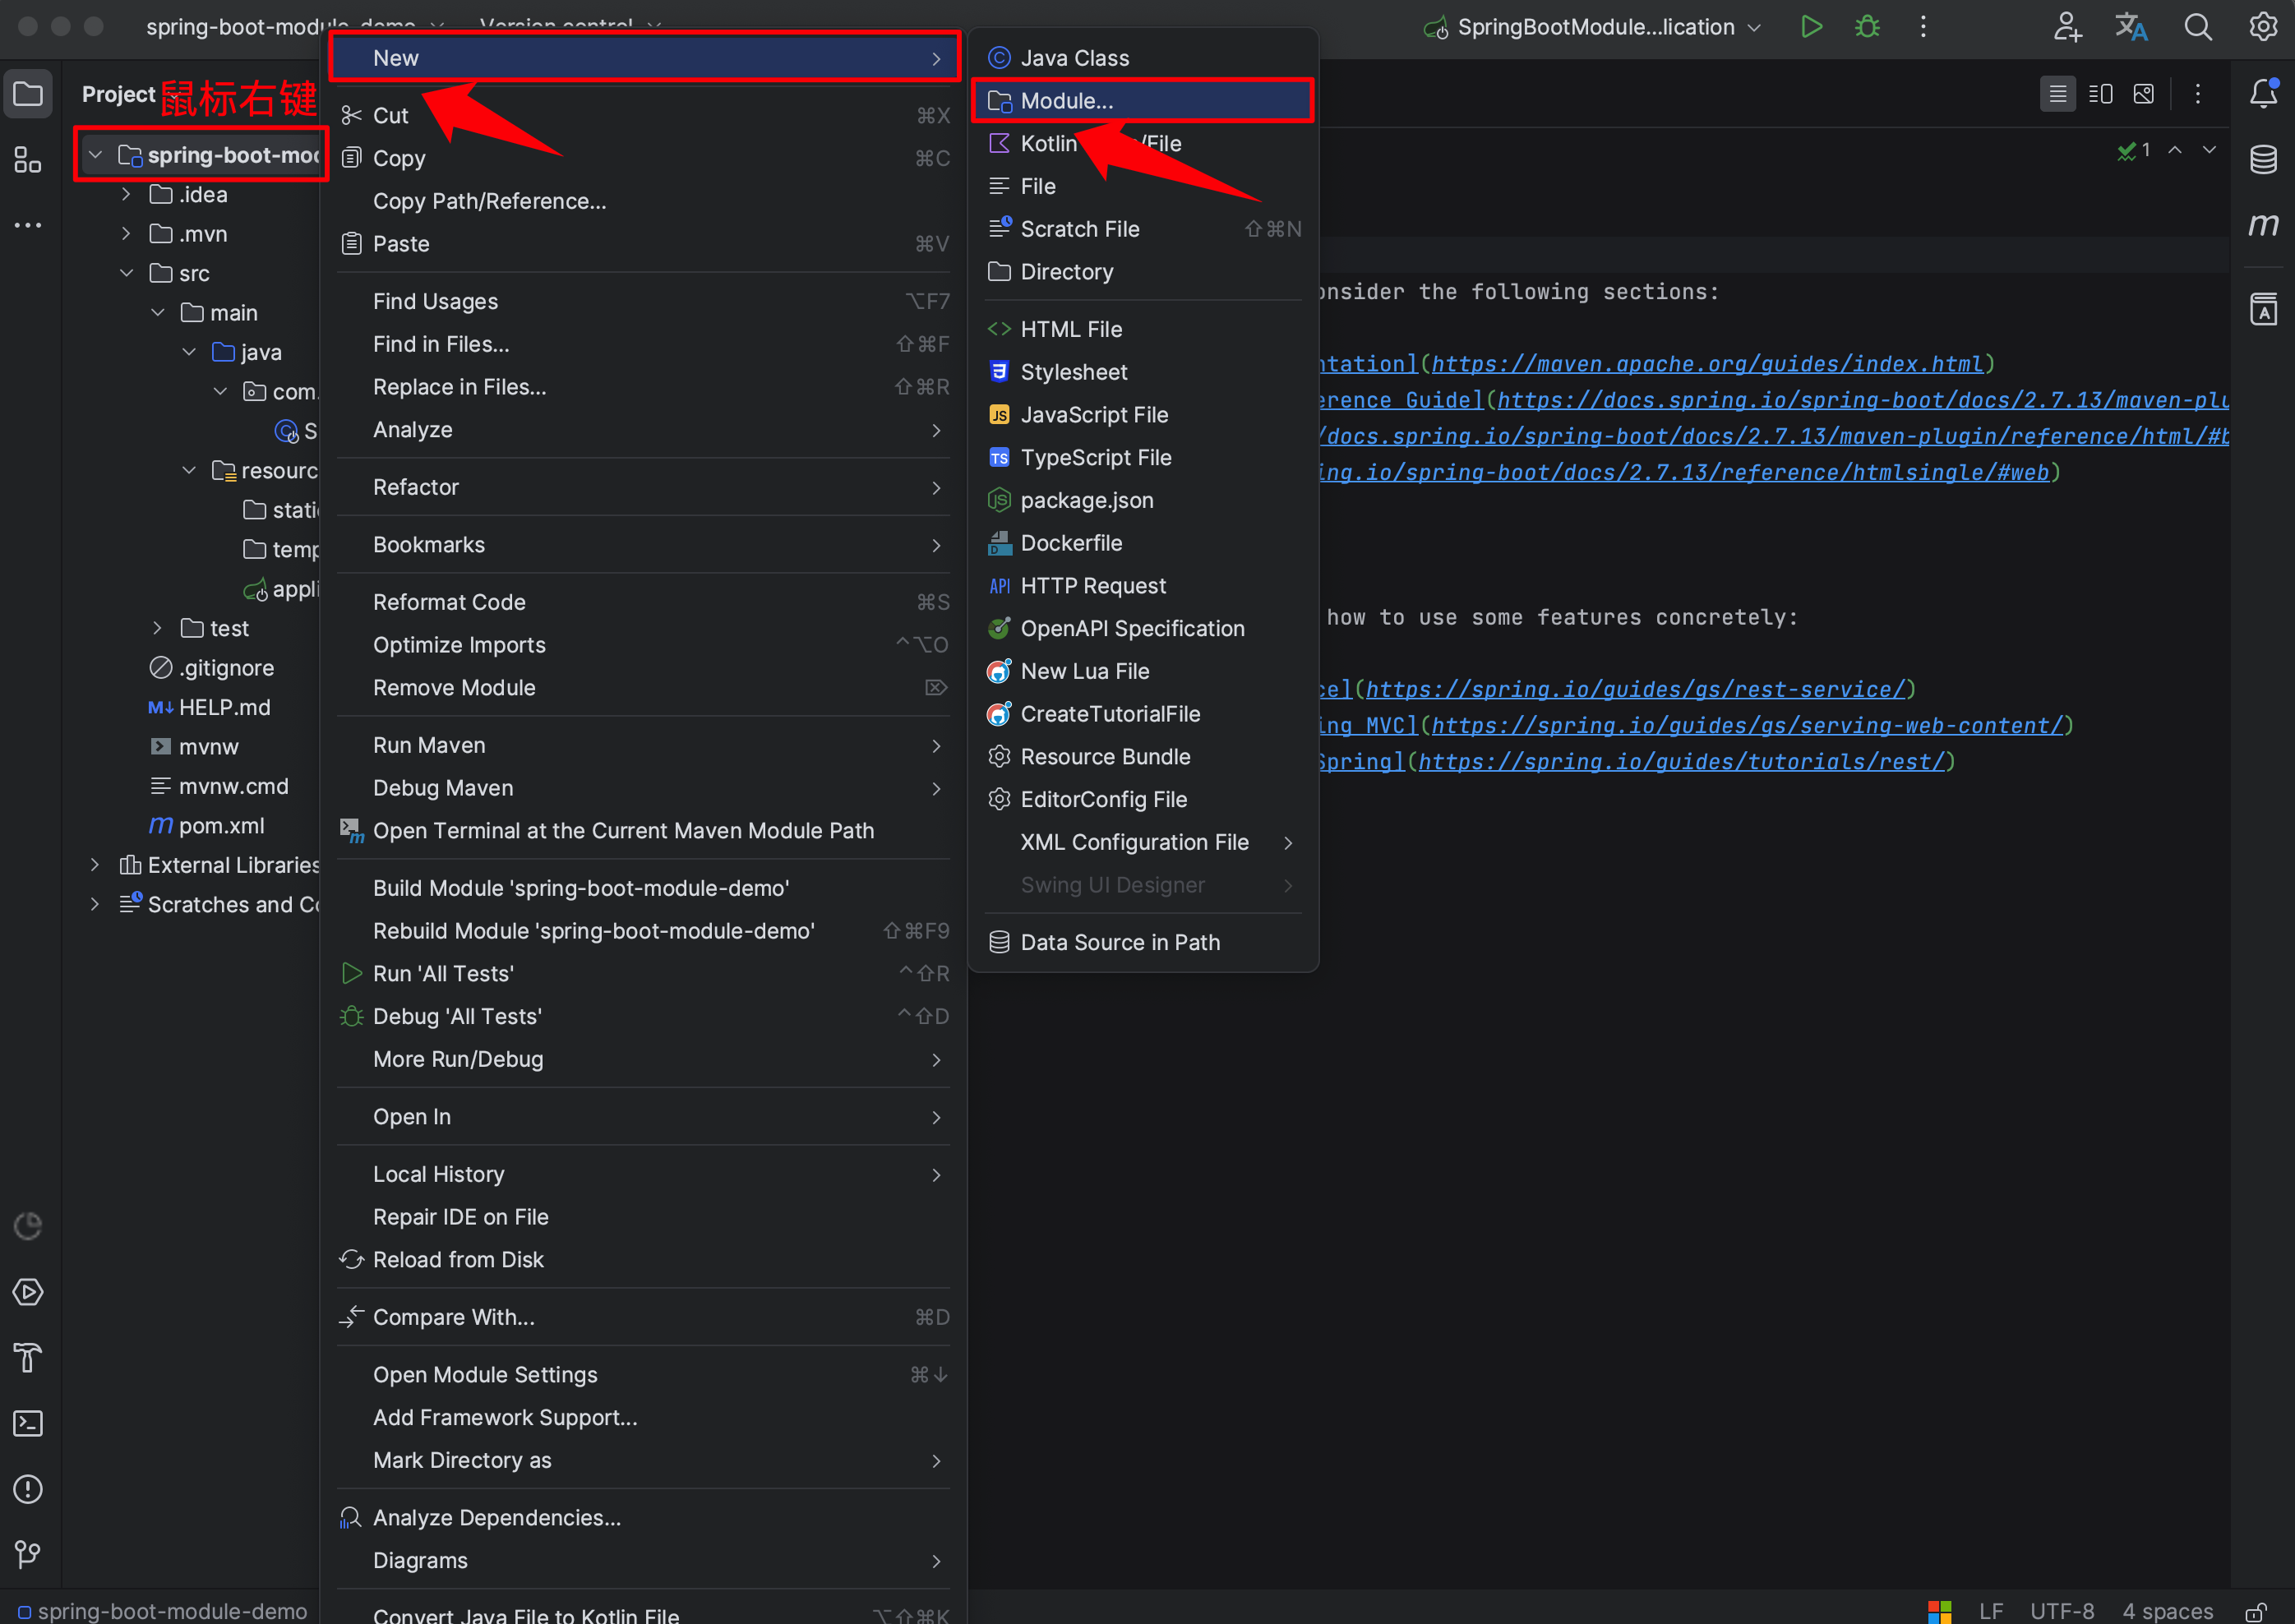 spring-boot-module-demo
Version control
SpringBootModule...lication
Project
鼠标右键
spring-boot-mod
.idea
.mvn
src
main
java
com.
S
resourc
stati
temp
appli
test
.gitignore
HELP.md
mvnw
mvnw.cmd
pom.xml
External Libraries
Scratches and Co
New
Cut ⌘X
Copy ⌘C
Copy Path/Reference...
Paste ⌘V
Find Usages ⌥F7
Find in Files... ⇧⌘F
Replace in Files... ⇧⌘R
Analyze
Refactor
Bookmarks
Reformat Code ⌘S
Optimize Imports ^⌥O
Remove Module ⌦
Run Maven
Debug Maven
Open Terminal at the Current Maven Module Path
Build Module 'spring-boot-module-demo'
Rebuild Module 'spring-boot-module-demo' ⇧⌘F9
Run 'All Tests' ^⇧R
Debug 'All Tests' ^⇧D
More Run/Debug
Open In
Local History
Repair IDE on File
Reload from Disk
Compare With... ⌘D
Open Module Settings ⌘↓
Add Framework Support...
Mark Directory as
Analyze Dependencies...
Diagrams
Convert Java File to Kotlin File ⌥⇧⌘K
Java Class
Module...
Kotlin /File
File
Scratch File ⇧⌘N
Directory
HTML File
Stylesheet
JavaScript File
TypeScript File
package.json
Dockerfile
HTTP Request
OpenAPI Specification
New Lua File
CreateTutorialFile
Resource Bundle
EditorConfig File
XML Configuration File
Swing UI Designer
Data Source in Path
1
onsider the following sections:
ntation](https://maven.apache.org/guides/index.html)
erence Guide](https://docs.spring.io/spring-boot/docs/2.7.13/maven-plu
/docs.spring.io/spring-boot/docs/2.7.13/maven-plugin/reference/html/#b
ing.io/spring-boot/docs/2.7.13/reference/htmlsingle/#web)
how to use some features concretely:
ce](https://spring.io/guides/gs/rest-service/)
ing MVC](https://spring.io/guides/gs/serving-web-content/)
Spring](https://spring.io/guides/tutorials/rest/)
spring-boot-module-demo
LF
UTF-8
4 spaces